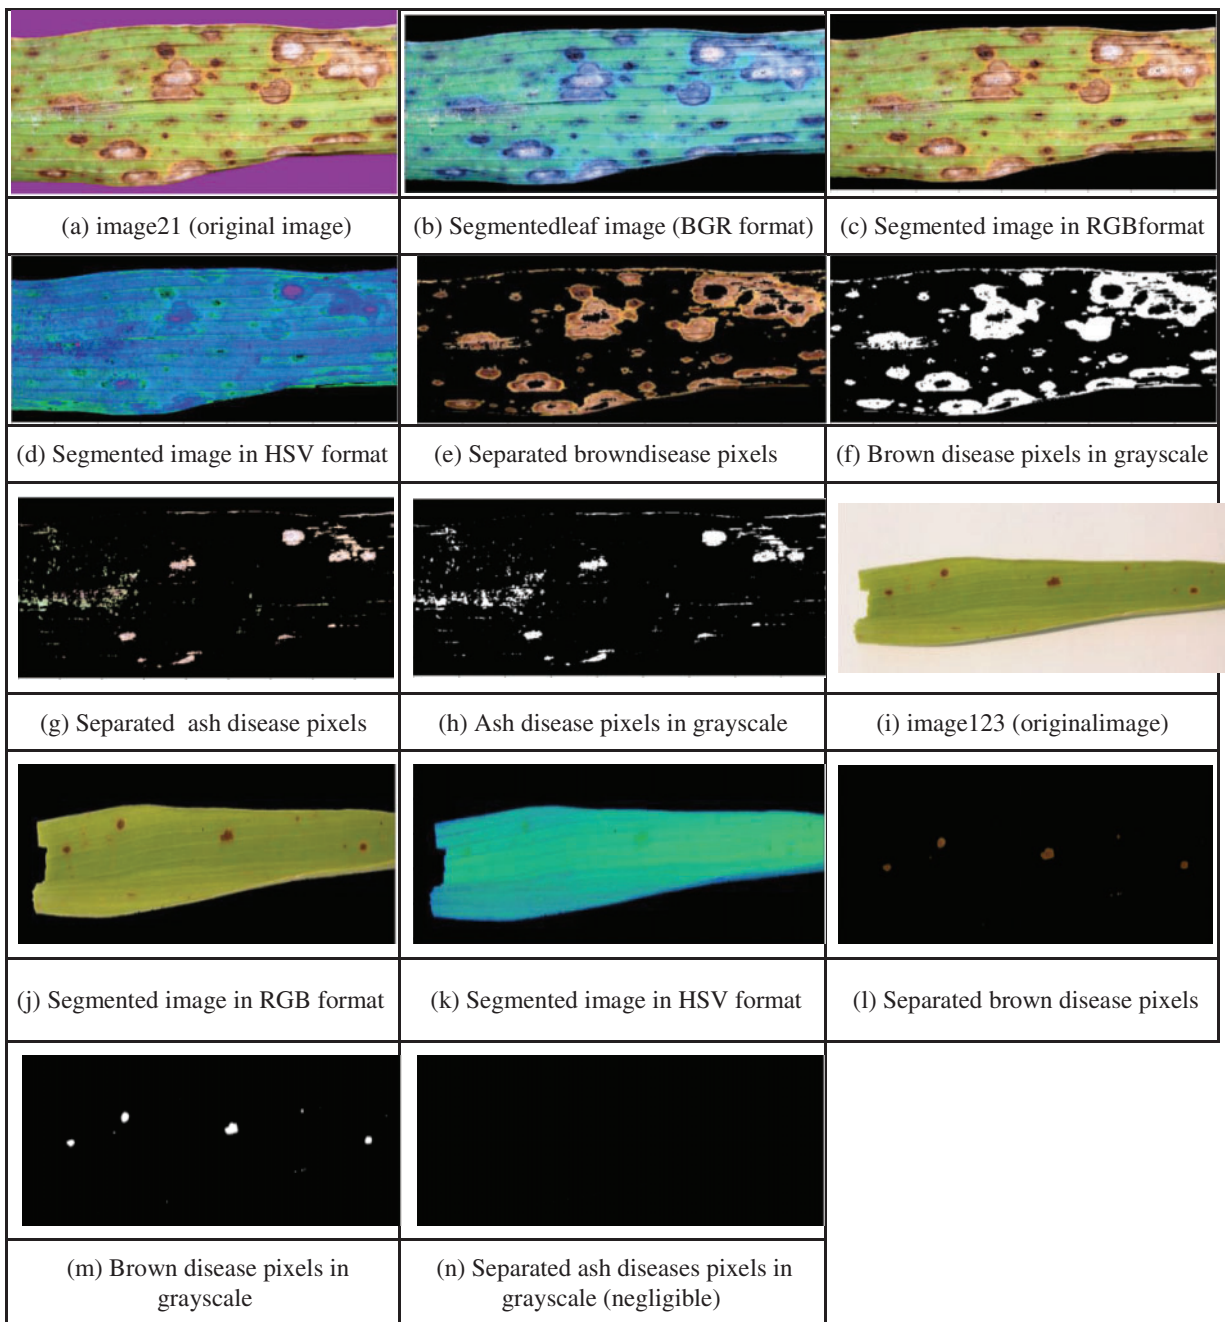 (a) image21 (original image)
(b) Segmentedleaf image (BGR format)
(c) Segmented image in RGBformat
(d) Segmented image in HSV format
(e) Separated browndisease pixels
(f) Brown disease pixels in grayscale
(g) Separated ash disease pixels
(h) Ash disease pixels in grayscale
(i) image123 (originalimage)
(j) Segmented image in RGB format
(k) Segmented image in HSV format
(l) Separated brown disease pixels
(m) Brown disease pixels in
grayscale
(n) Separated ash diseases pixels in
grayscale (negligible)